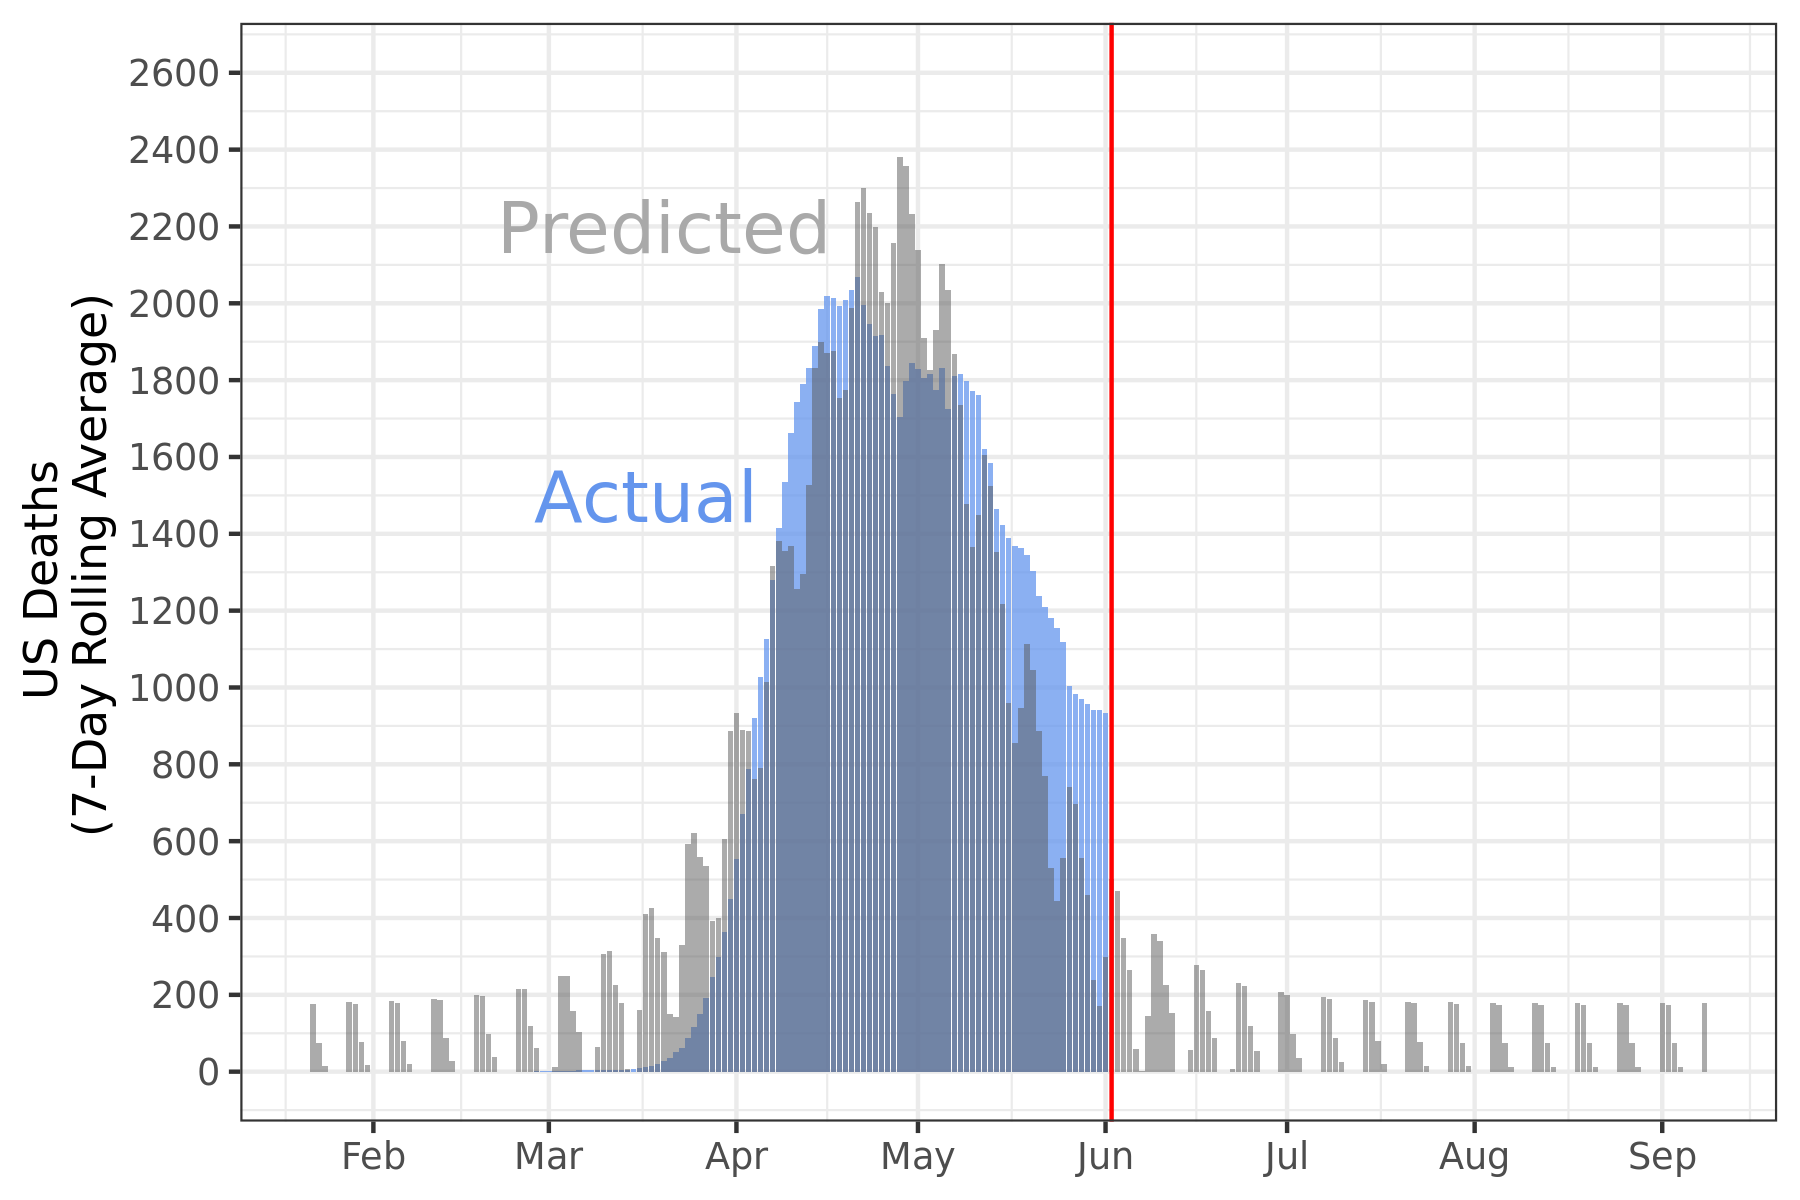 US Deaths
(7-Day Rolling Average)
2600
2400
2200
2000
1800
1600
1400
1200
1000
800
600
400
200
0
Predicted
Actual
Feb Mar Apr May Jun Jul Aug Sep